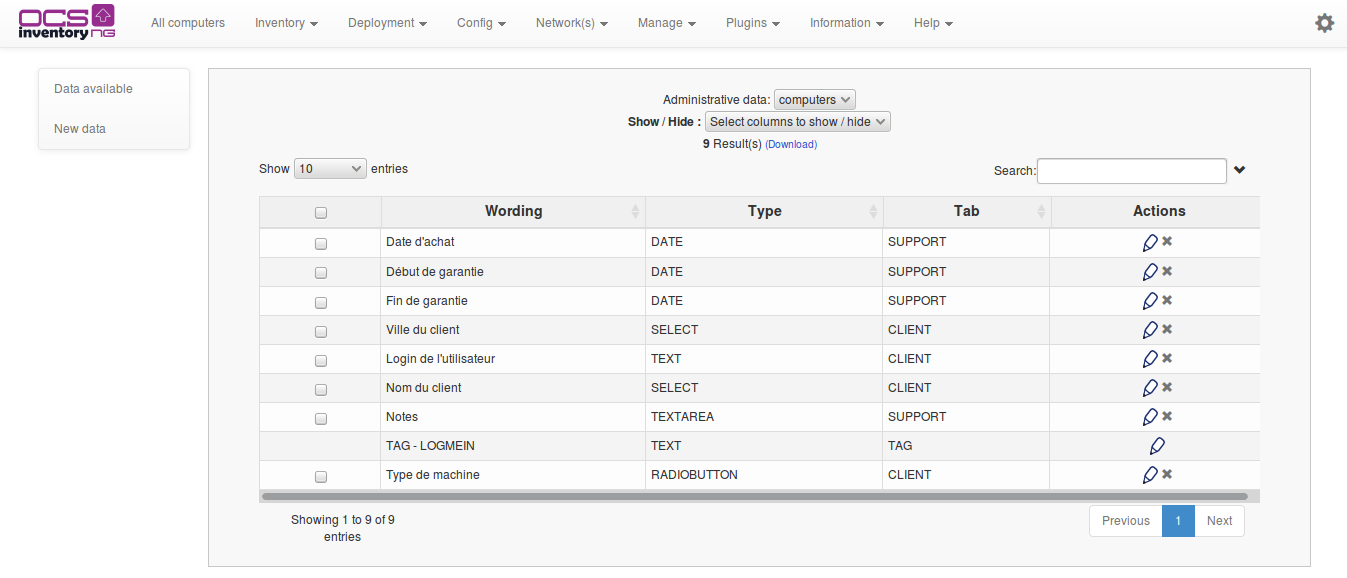 OCS
inventory NG
All computers Inventory Deployment Config Network(s) Manage Plugins Information Help
Data available
New data
Administrative data: computers
Show / Hide : Select columns to show / hide
9 Result(s) (Download)
Show 10 entries Search:
Wording Type Tab Actions
Date d'achat DATE SUPPORT
Début de garantie DATE SUPPORT
Fin de garantie DATE SUPPORT
Ville du client SELECT CLIENT
Login de l'utilisateur TEXT CLIENT
Nom du client SELECT CLIENT
Notes TEXTAREA SUPPORT
TAG - LOGMEIN TEXT TAG
Type de machine RADIOBUTTON CLIENT
Showing 1 to 9 of 9
entries
Previous 1 Next